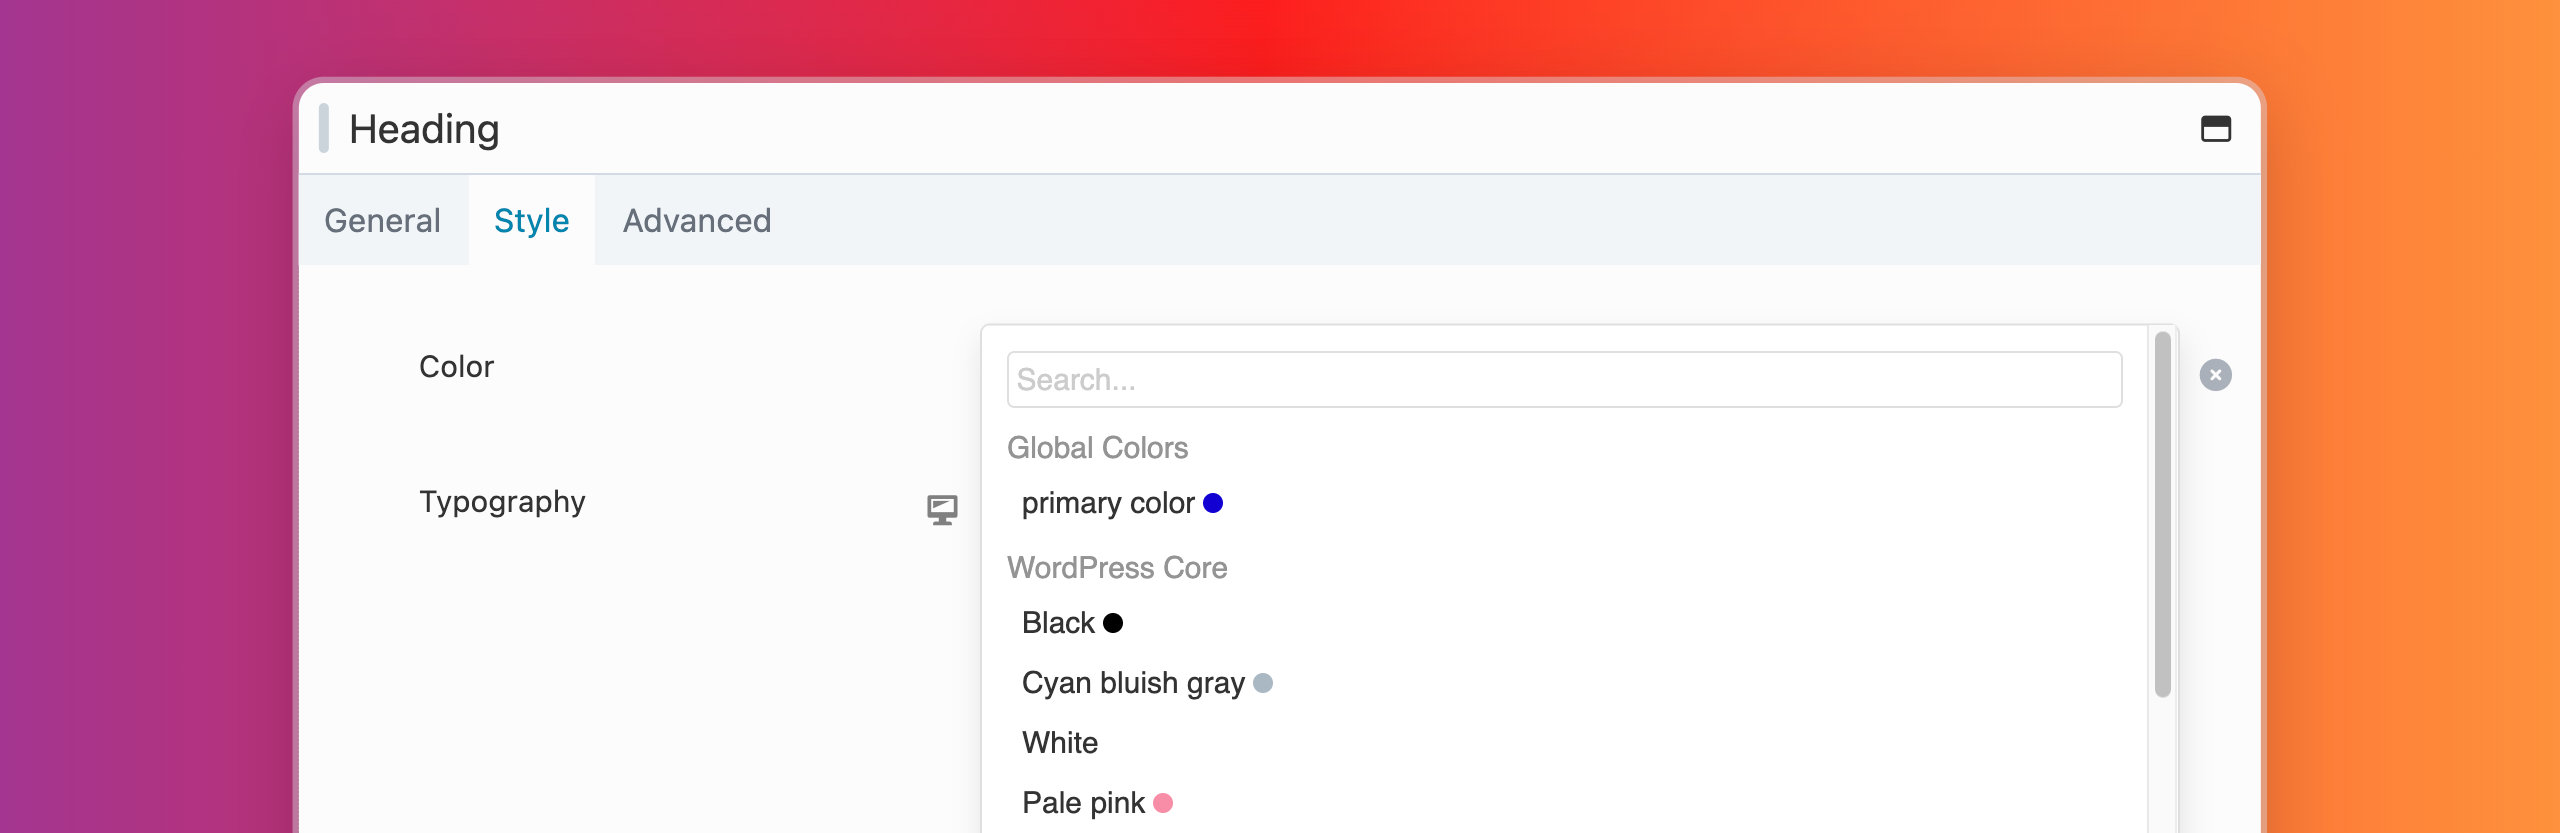 Heading
General Style Advanced
Color
Search...
Global Colors
primary color
Typography
WordPress Core
Black
Cyan bluish gray
White
Pale pink